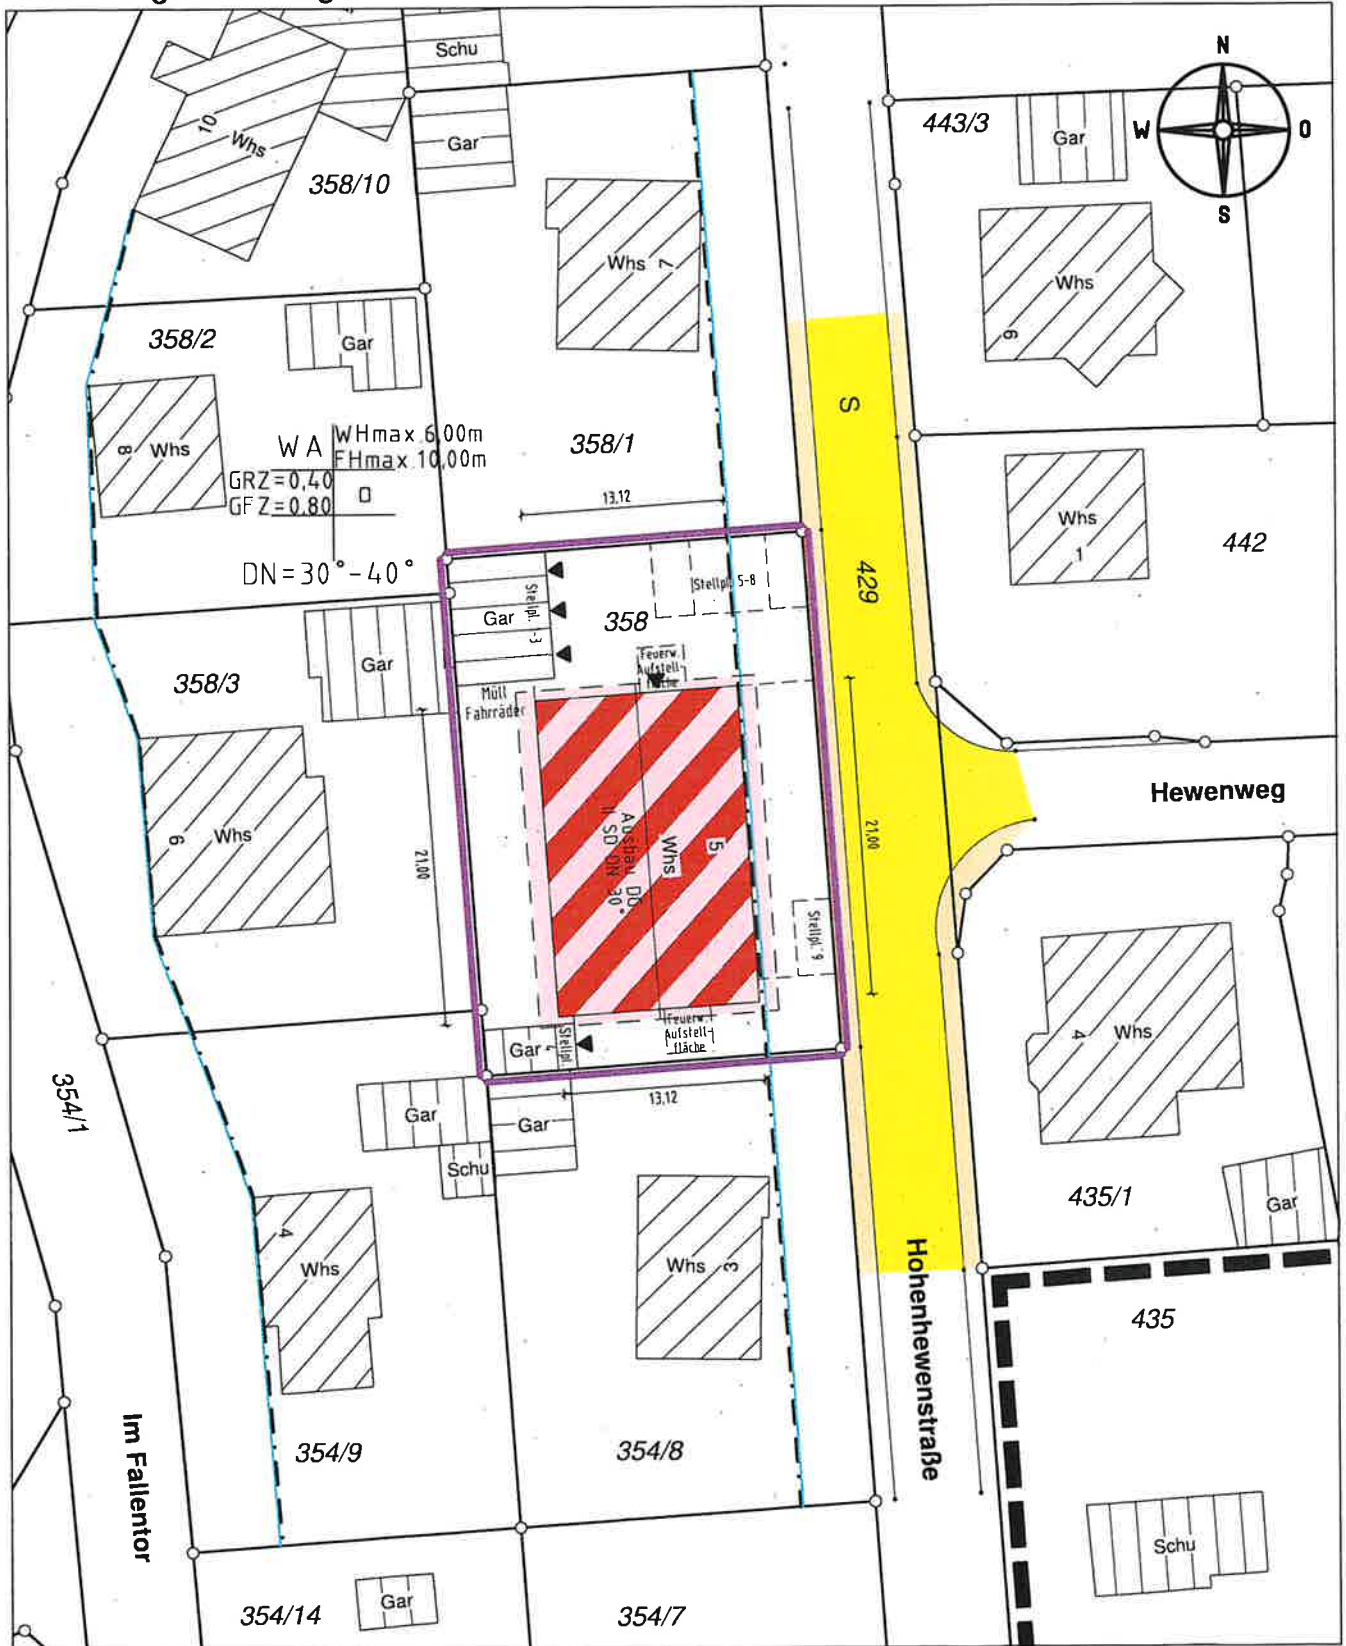 Schu
N
W
O
S
443/3
Gar
10
Whs
Gar
358/10
Whs 7
Whs
9
358/2
Gar
S
8 Whs
WA
WHmax 6,00m
FHmax 10,00m
358/1
GRZ=0,40
GFZ=0,80
o
13,12
Whs
1
442
DN=30°-40°
429
Stellpl. 5-8
Stellpl. 1-3
Gar
358
Gar
358/3
Feuerw.
Aufstell-
fläche
Müll
Fahrräder
Hewenweg
6
Whs
21,00
Ausbau DG
II SD DN 30°
Whs
5
21,00
Stellpl. 9
4
Whs
Feuerw.
Aufstell-
fläche
Gar
Stellpl.
354/1
13,12
Gar
Gar
Schu
435/1
Gar
4
Whs
Whs 3
Hohenhewenstraße
435
Im Fallentor
354/9
354/8
Schu
354/14
Gar
354/7